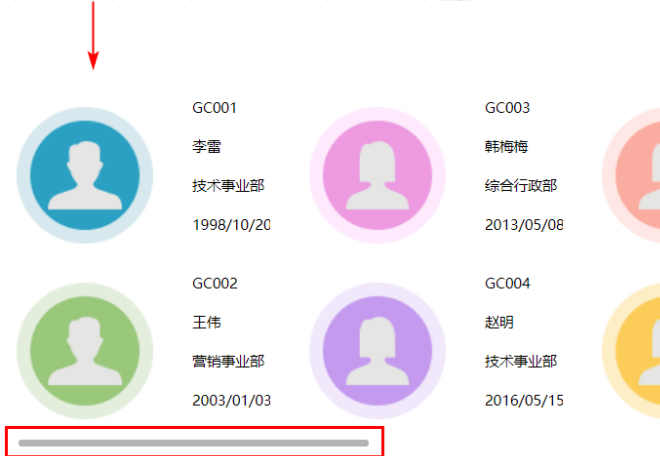 GC001
李雷
技术事业部
1998/10/20
GC003
韩梅梅
综合行政部
2013/05/08
GC002
王伟
营销事业部
2003/01/03
GC004
赵明
技术事业部
2016/05/15